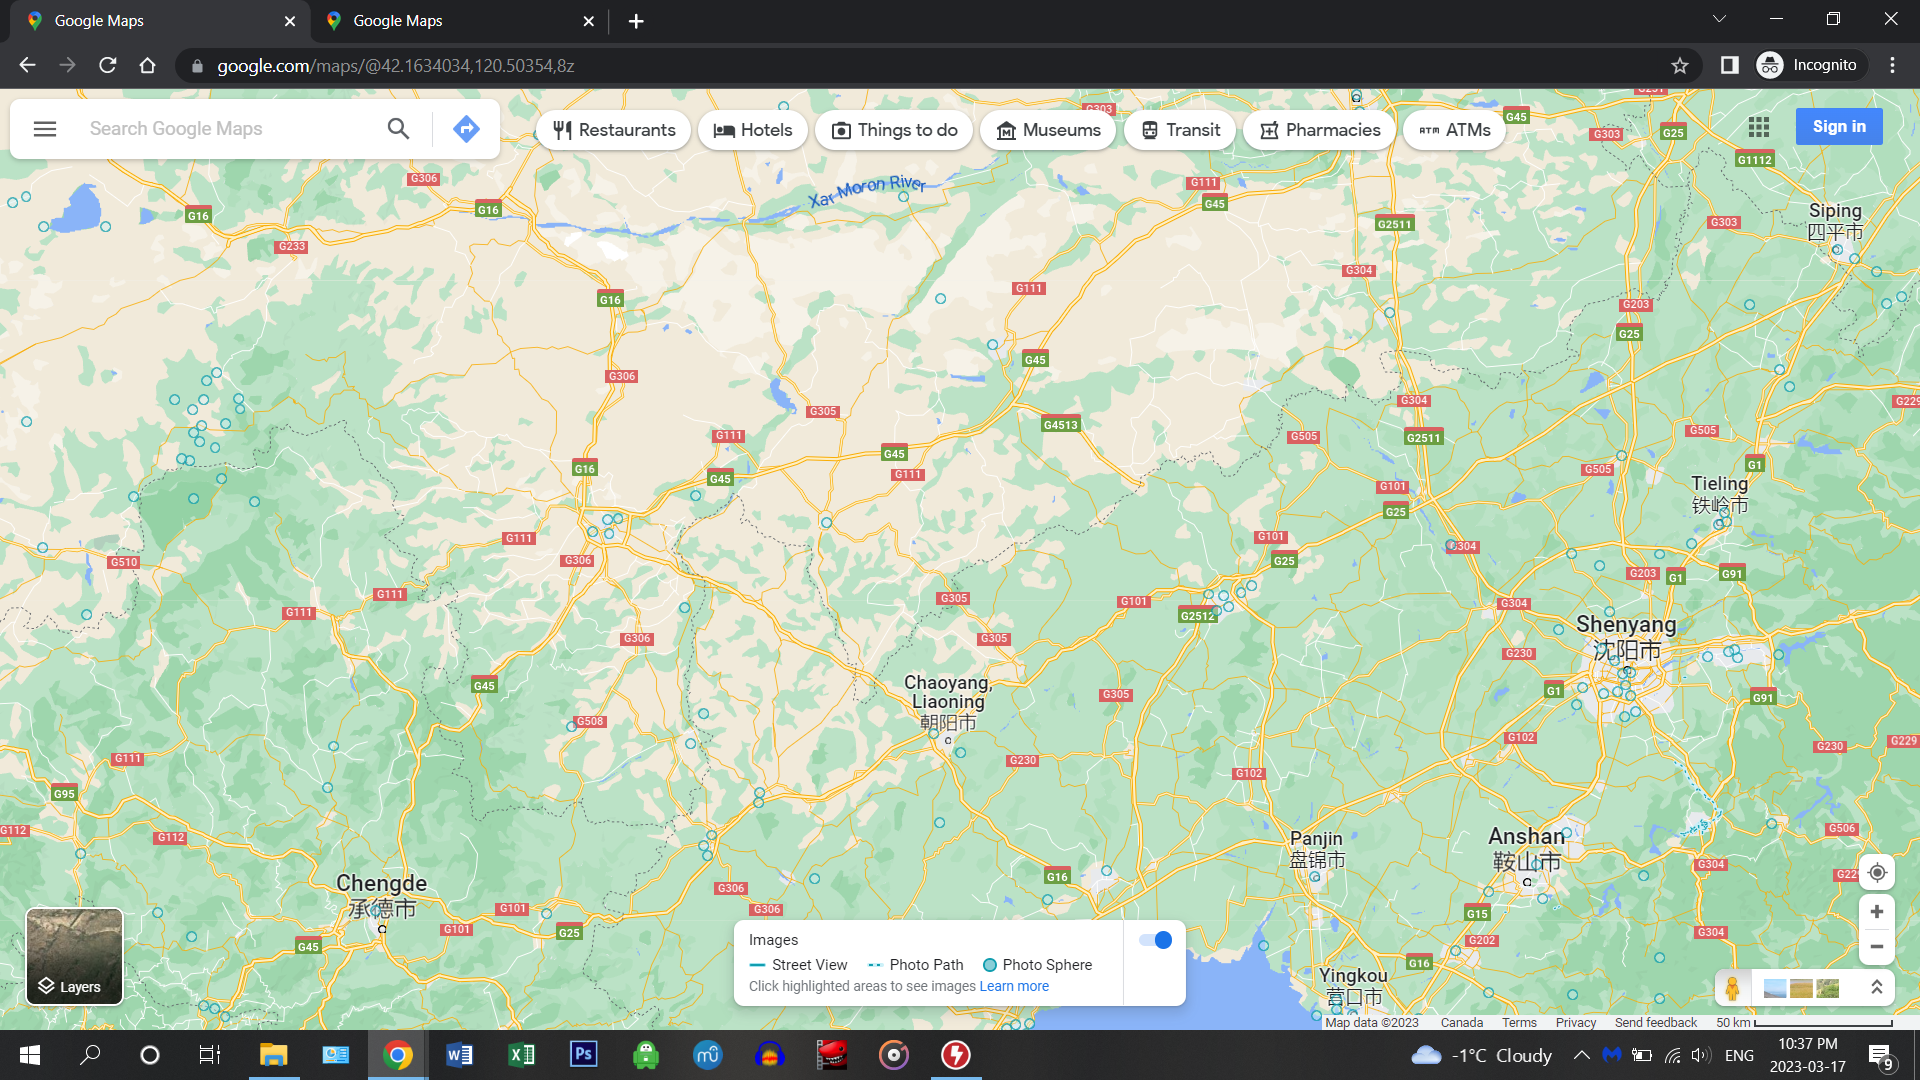 Google Maps
Google Maps
google.com/maps/@42.1634034,120.50354,8z
Incognito
Search Google Maps
Restaurants
Hotels
Things to do
Museums
Transit
Pharmacies
ATM ATMs
Sign in
G303
G45
G303
G25
G1112
G306
G16
G16
G233
Xar Moron River
G111
G45
G2511
G303
Siping
四平市
G16
G111
G304
G203
G25
G306
G45
G305
G4513
G304
G229
G111
G45
G111
G505
G2511
G505
G16
G45
G505
G1
G101
G25
Tieling
铁岭市
G510
G111
G306
G101
G25
G304
G203
G1
G91
G111
G111
G305
G101
G2512
G304
G306
G305
G230
Shenyang
沈阳市
G45
Chaoyang,
Liaoning
朝阳市
G305
G1
G91
G508
G102
G230
G229
G111
G230
G102
G95
G112
G112
G506
Panjin
盘锦市
Anshan
鞍山市
G304
Chengde
承德市
G306
G16
G101
G306
G15
G45
G101
G25
G202
G304
G16
Yingkou
营口市
Layers
Images
Street View
Photo Path
Photo Sphere
Click highlighted areas to see images Learn more
Map data ©2023
Canada
Terms
Privacy
Send feedback
50 km
W
X
Ps
-1°C Cloudy
ENG
10:37 PM
2023-03-17
9